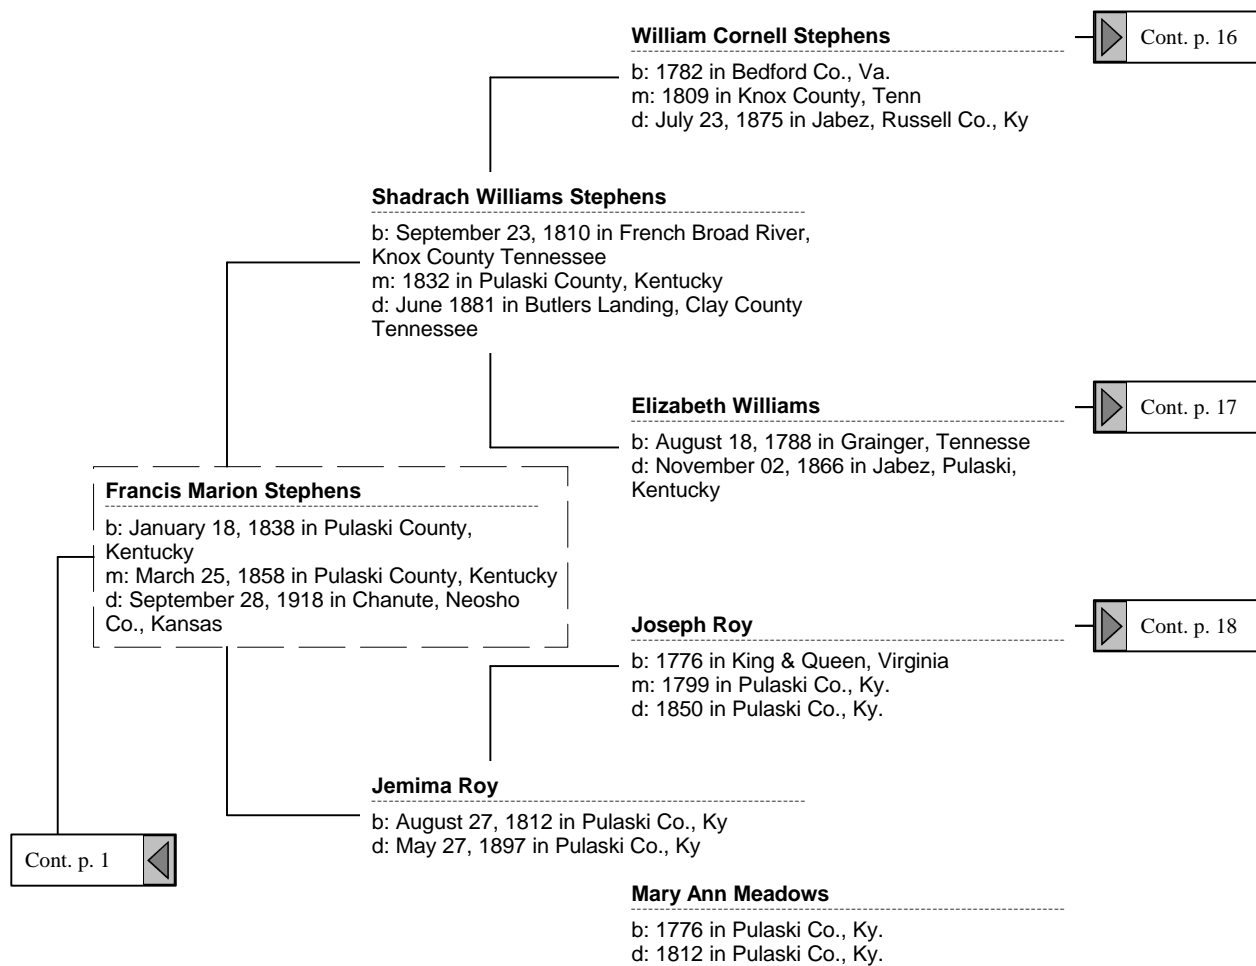 William Cornell Stephens
b: 1782 in Bedford Co., Va.
m: 1809 in Knox County, Tenn
d: July 23, 1875 in Jabez, Russell Co., Ky
Cont. p. 16
Shadrach Williams Stephens
b: September 23, 1810 in French Broad River,
Knox County Tennessee
m: 1832 in Pulaski County, Kentucky
d: June 1881 in Butlers Landing, Clay County
Tennessee
Elizabeth Williams
b: August 18, 1788 in Grainger, Tennesse
d: November 02, 1866 in Jabez, Pulaski,
Kentucky
Cont. p. 17
Francis Marion Stephens
b: January 18, 1838 in Pulaski County,
Kentucky
m: March 25, 1858 in Pulaski County, Kentucky
d: September 28, 1918 in Chanute, Neosho
Co., Kansas
Joseph Roy
b: 1776 in King & Queen, Virginia
m: 1799 in Pulaski Co., Ky.
d: 1850 in Pulaski Co., Ky.
Cont. p. 18
Jemima Roy
b: August 27, 1812 in Pulaski Co., Ky
d: May 27, 1897 in Pulaski Co., Ky
Cont. p. 1
Mary Ann Meadows
b: 1776 in Pulaski Co., Ky.
d: 1812 in Pulaski Co., Ky.